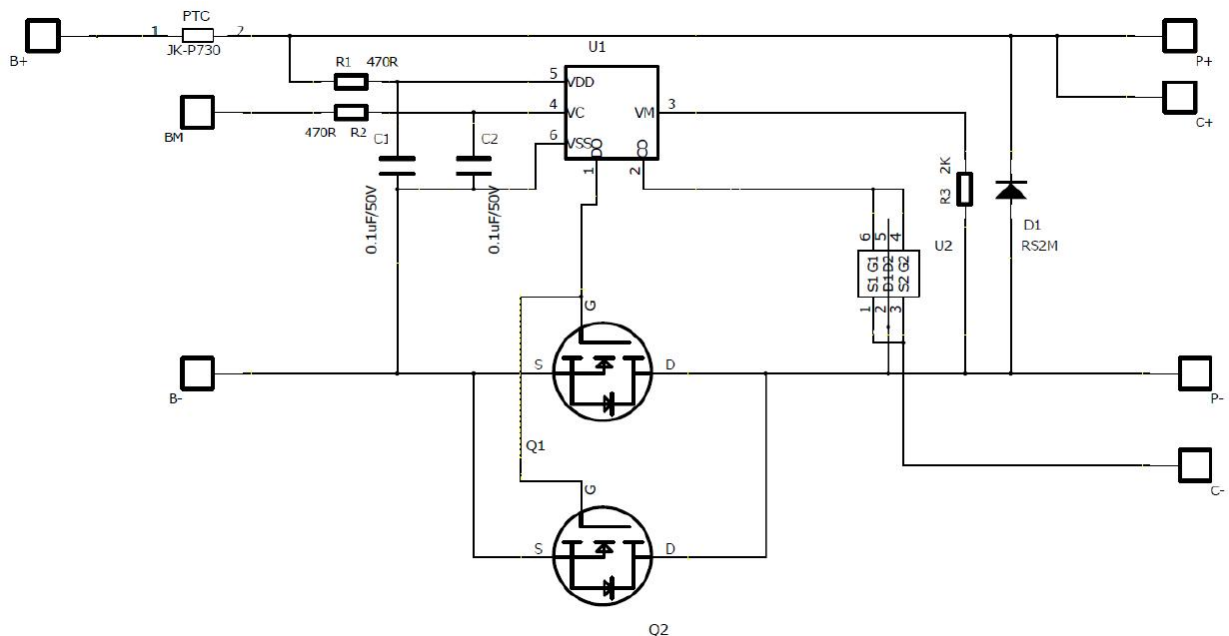 PTC
1
2
JK-P730
B+
P+
U1
R1 470R
5
VDD
C+
BM
4
VC
VM
3
470R R2
C1
C2
6
VSS
DO
CO
1
2
0.1uF/50V
0.1uF/50V
R3 2K
D1
RS2M
6 5 4
U2
S1 G1
D1 D2
S2 G2
1 2 3
G
S
D
B-
P-
Q1
G
C-
S
D
Q2